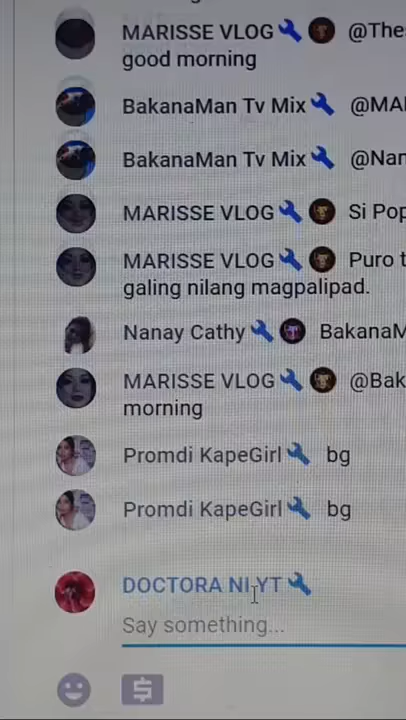 MARISSE VLOG @The
good morning
BakanaMan Tv Mix @MA
BakanaMan Tv Mix @Nan
MARISSE VLOG Si Pop
MARISSE VLOG Puro t
galing nilang magpalipad.
Nanay Cathy BakanaM
MARISSE VLOG @Bak
morning
Promdi KapeGirl bg
Promdi KapeGirl bg
DOCTORA NI YT
Say something...
$